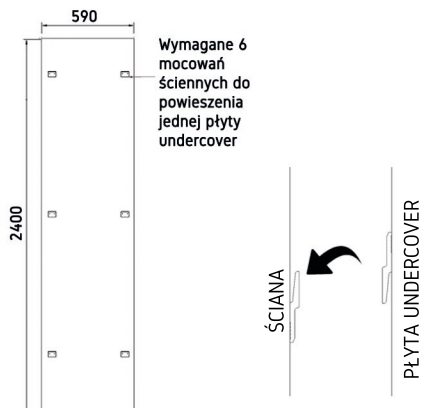 590
Wymagane 6
mocowań
ściennych do
powieszenia
jednej płyty
undercover
2400
ŚCIANA
PŁYTA UNDERCOVER